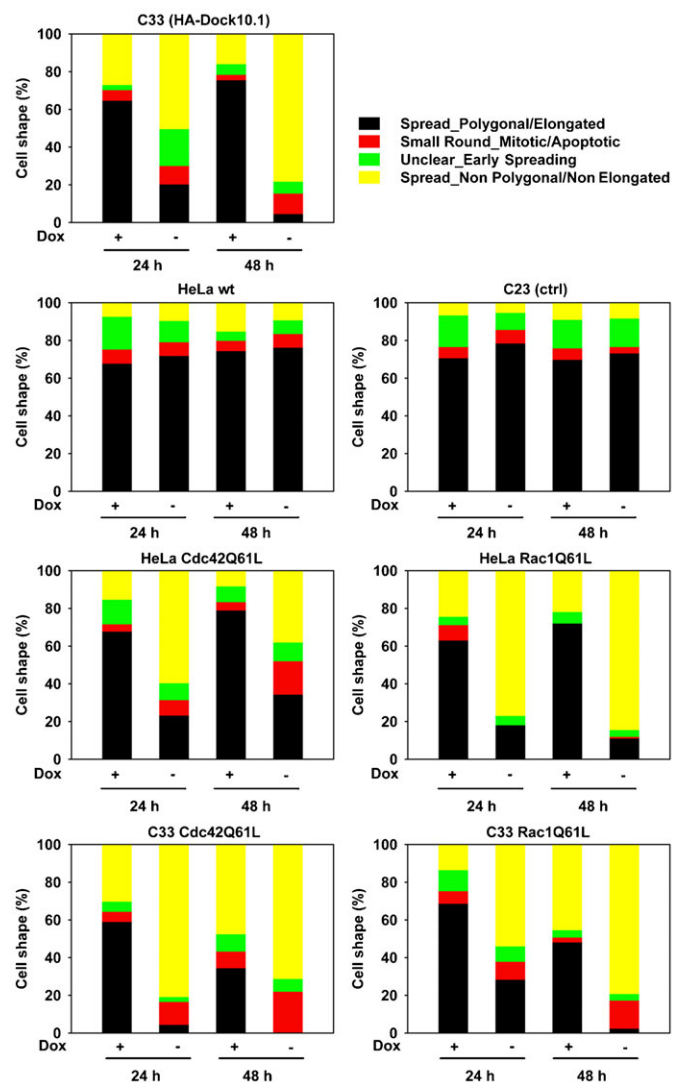 C33 (HA-Dock10.1)
Cell shape (%)
100
80
60
40
20
0
Dox + - + -
24 h 48 h
Spread_Polygonal/Elongated
Small Round_Mitotic/Apoptotic
Unclear_Early Spreading
Spread_Non Polygonal/Non Elongated
HeLa wt
Cell shape (%)
100
80
60
40
20
0
Dox + - + -
24 h 48 h
C23 (ctrl)
Cell shape (%)
100
80
60
40
20
0
Dox + - + -
24 h 48 h
HeLa Cdc42Q61L
Cell shape (%)
100
80
60
40
20
0
Dox + - + -
24 h 48 h
HeLa Rac1Q61L
Cell shape (%)
100
80
60
40
20
0
Dox + - + -
24 h 48 h
C33 Cdc42Q61L
Cell shape (%)
100
80
60
40
20
0
Dox + - + -
24 h 48 h
C33 Rac1Q61L
Cell shape (%)
100
80
60
40
20
0
Dox + - + -
24 h 48 h